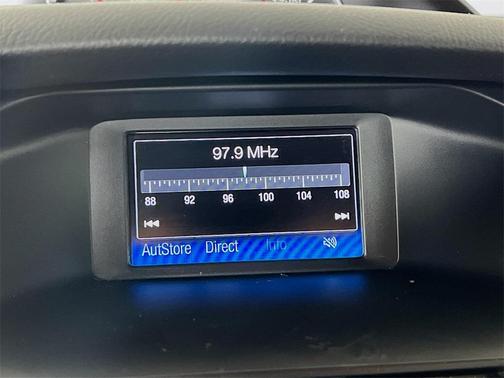 97.9 MHz
88 92 96 100 104 108
AutStore Direct Info